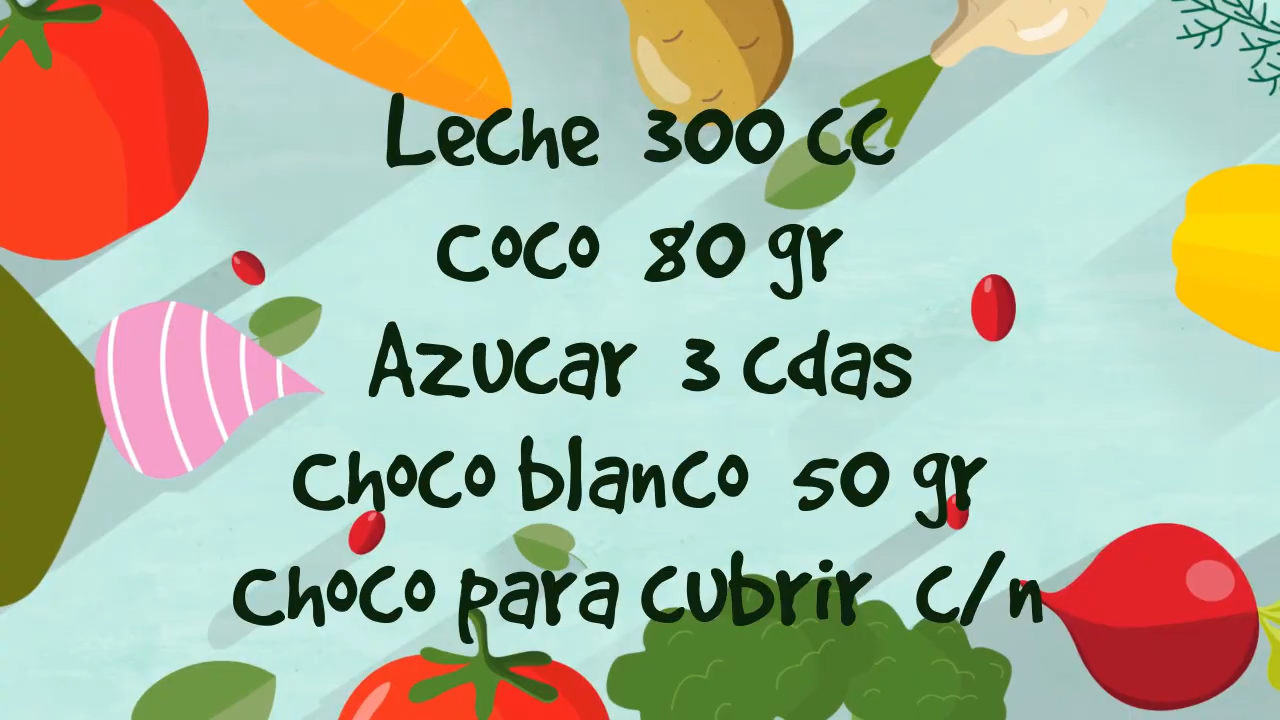 Leche 300 cc
coco 80 gr
Azucar 3 cdas
choco blanco 50 gr
choco para cubrir c/n